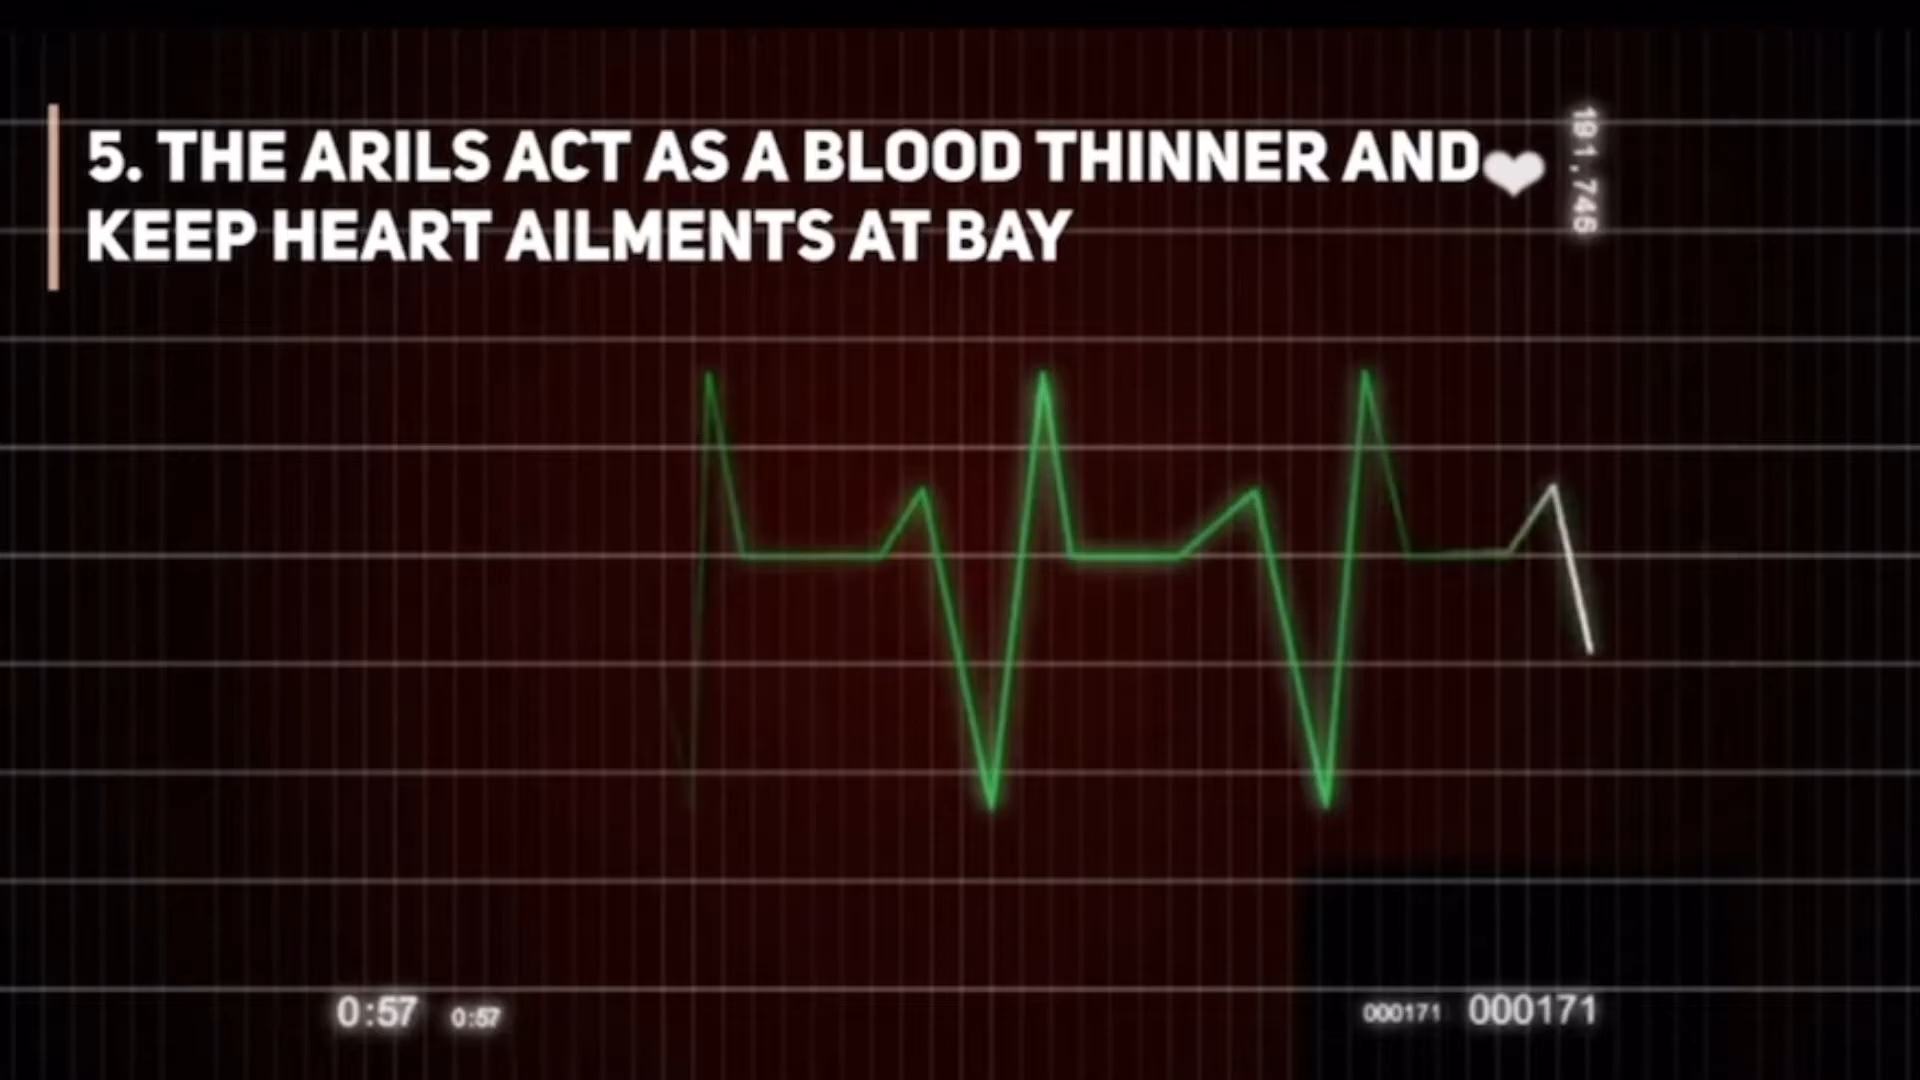 5. THE ARILS ACT AS A BLOOD THINNER AND
KEEP HEART AILMENTS AT BAY
191,745
0:57 0:57
000171 000171